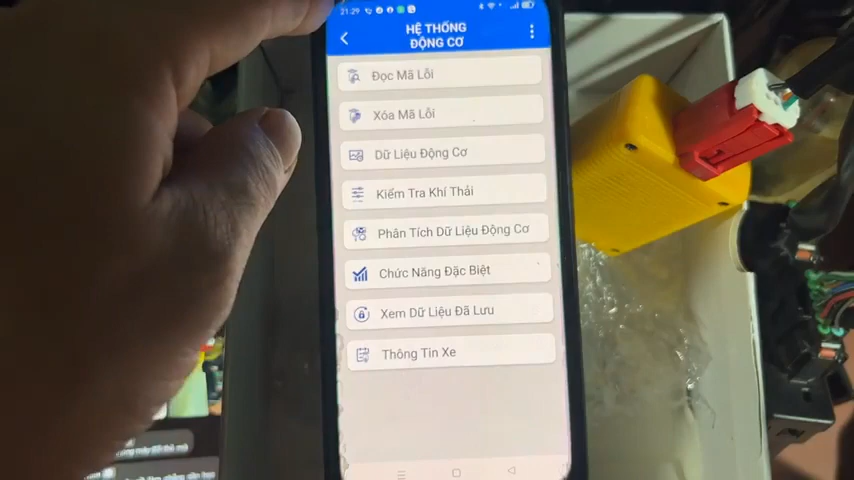 21:29
HỆ THỐNG
ĐỘNG CƠ
Đọc Mã Lỗi
Xóa Mã Lỗi
Dữ Liệu Động Cơ
Kiểm Tra Khí Thải
Phân Tích Dữ Liệu Động Cơ
Chức Năng Đặc Biệt
Xem Dữ Liệu Đã Lưu
Thông Tin Xe